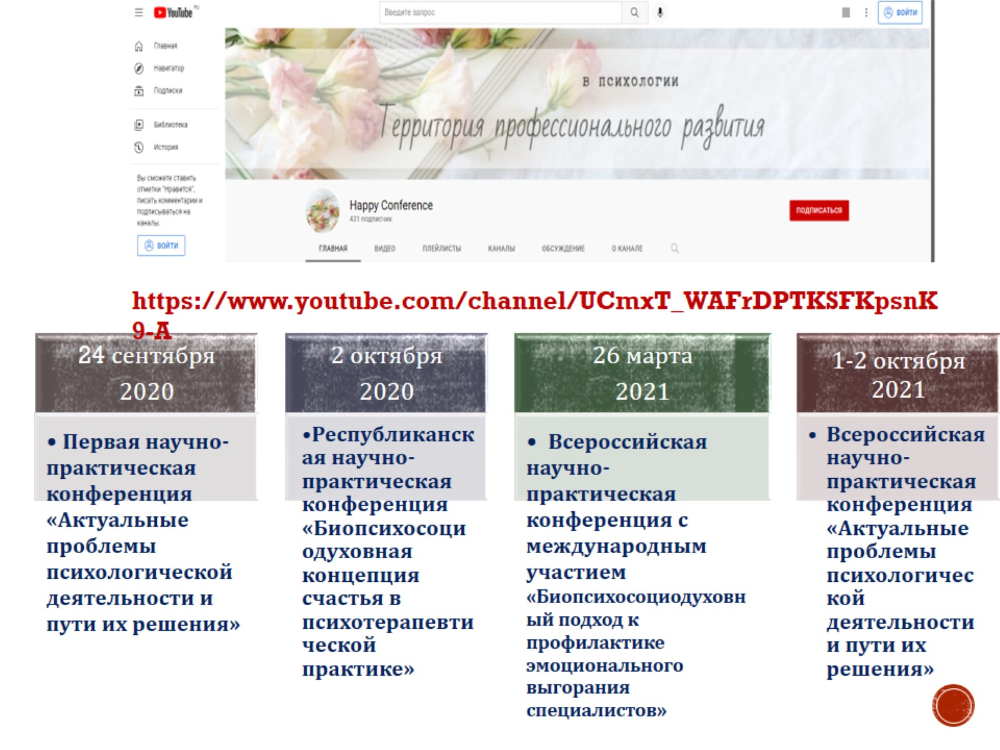 YouTube RU
Введите запрос
ВОЙТИ
Главная
Навигатор
Подписки
Библиотека
История
Вы сможете ставить
отметки "Нравится",
писать комментарии и
подписываться на
каналы.
ВОЙТИ
в психологии
Территория профессионального развития
Happy Conference
431 подписчик
ПОДПИСАТЬСЯ
ГЛАВНАЯ ВИДЕО ПЛЕЙЛИСТЫ КАНАЛЫ ОБСУЖДЕНИЕ О КАНАЛЕ
https://www.youtube.com/channel/UCmxT_WAFrDPTKSFKpsnK
9-A
24 сентября
2020
• Первая научно-
практическая
конференция
«Актуальные
проблемы
психологической
деятельности и
пути их решения»
2 октября
2020
•Республиканск
ая научно-
практическая
конференция
«Биопсихосоци
одуховная
концепция
счастья в
психотерапевти
ческой
практике»
26 марта
2021
• Всероссийская
научно-
практическая
конференция с
международным
участием
«Биопсихосоциодуховн
ый подход к
профилактике
эмоционального
выгорания
специалистов»
1-2 октября
2021
• Всероссийская
научно-
практическая
конференция
«Актуальные
проблемы
психологичес
кой
деятельности
и пути их
решения»